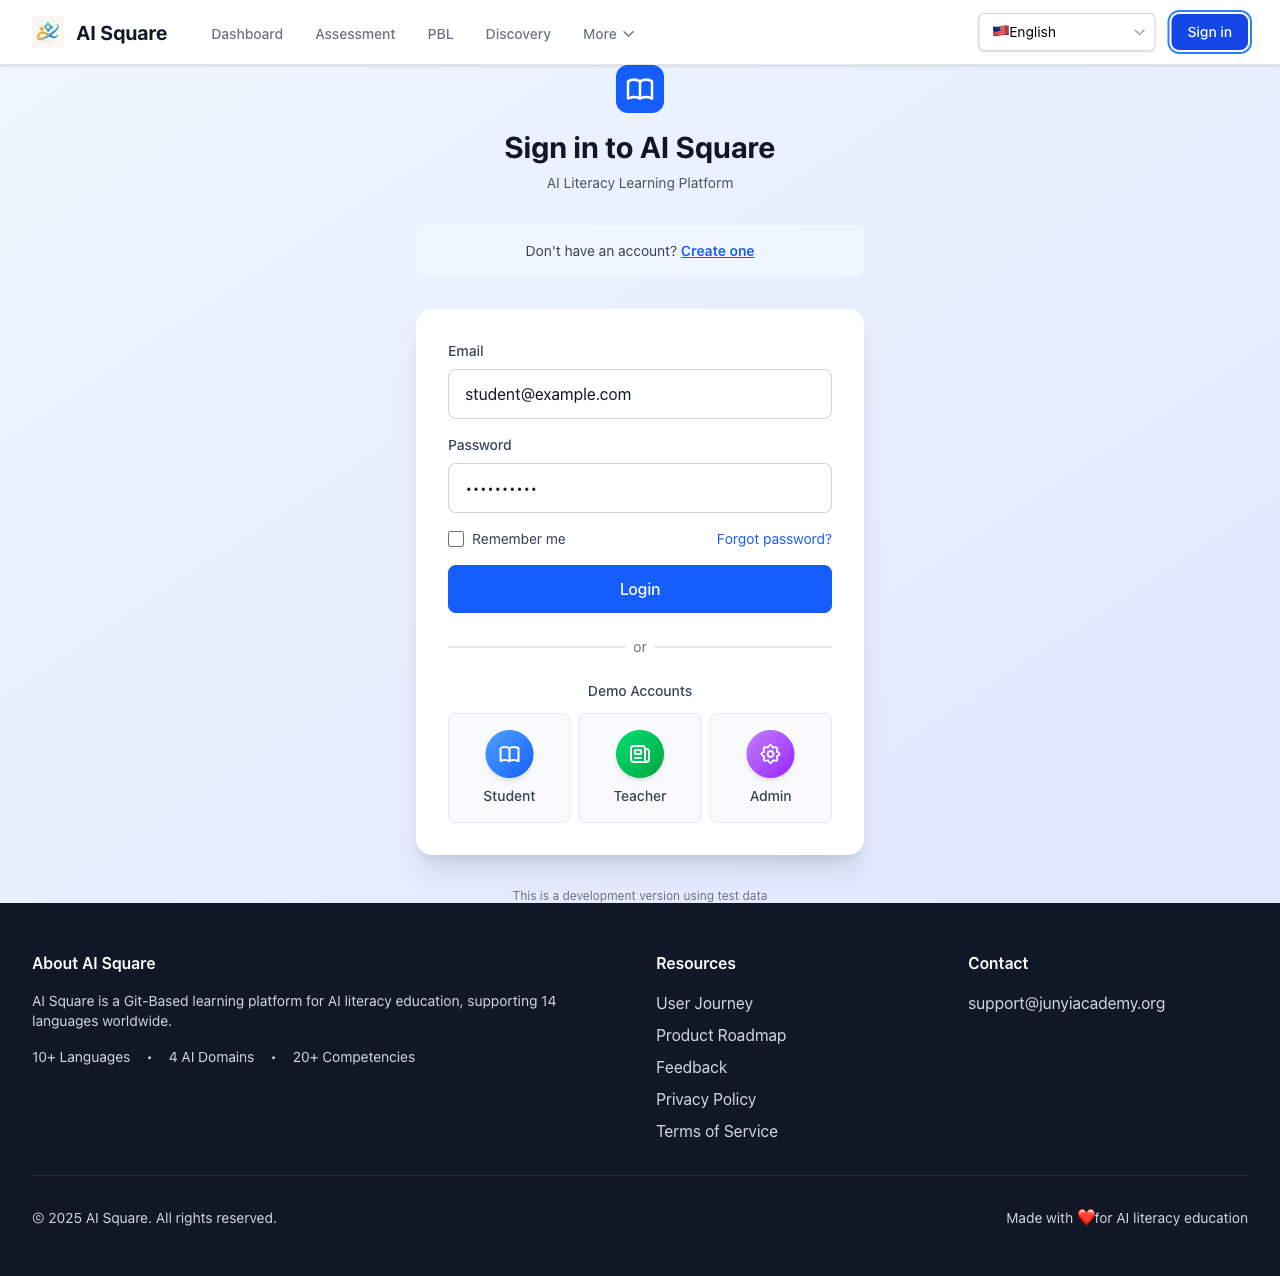 AI Square
Dashboard
Assessment
PBL
Discovery
More
🇺🇸English
Sign in
Sign in to AI Square
AI Literacy Learning Platform
Don't have an account? Create one
Email
student@example.com
Password
••••••••••
Remember me
Forgot password?
Login
or
Demo Accounts
Student
Teacher
Admin
This is a development version using test data
About AI Square
AI Square is a Git-Based learning platform for AI literacy education, supporting 14
languages worldwide.
10+ Languages • 4 AI Domains • 20+ Competencies
Resources
User Journey
Product Roadmap
Feedback
Privacy Policy
Terms of Service
Contact
support@junyiacademy.org
© 2025 AI Square. All rights reserved.
Made with ❤️for AI literacy education